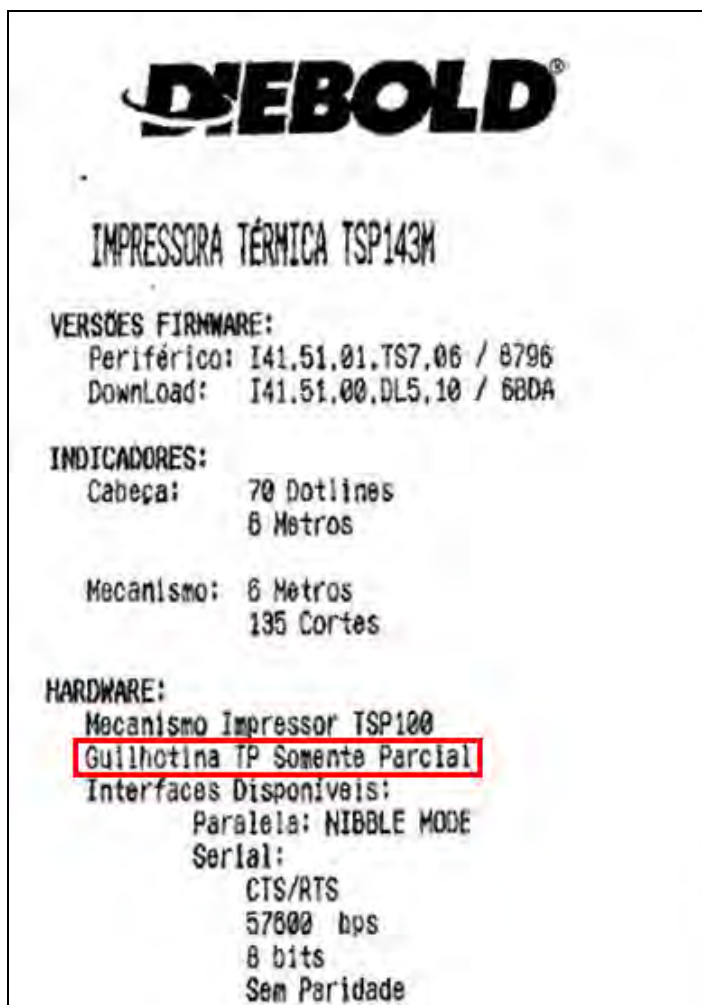 DIEBOLD®
IMPRESSORA TÉRMICA TSP143M
VERSÕES FIRMWARE:
Periférico: I41.51.01.TS7.06 / 8796
DownLoad: I41.51.00.DL5.10 / 6BDA
INDICADORES:
Cabeça: 70 Dotlines
6 Metros
Mecanismo: 6 Metros
135 Cortes
HARDWARE:
Mecanismo Impressor TSP100
Guilhotina TP Somente Parcial
Interfaces Disponíveis:
Paralela: NIBBLE MODE
Serial:
CTS/RTS
57600 bps
8 bits
Sem Paridade